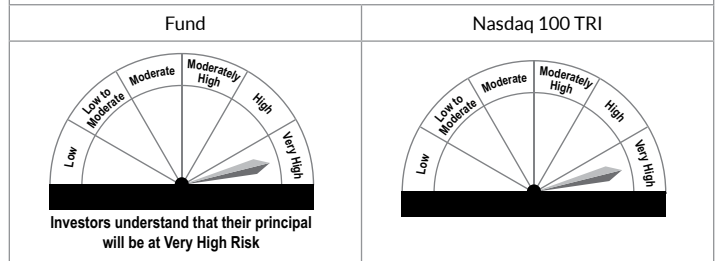 Fund
Nasdaq 100 TRI
Low
Low to
Moderate
Moderate
Moderately
High
High
Very High
Investors understand that their principal
will be at Very High Risk
Low
Low to
Moderate
Moderate
Moderately
High
High
Very High